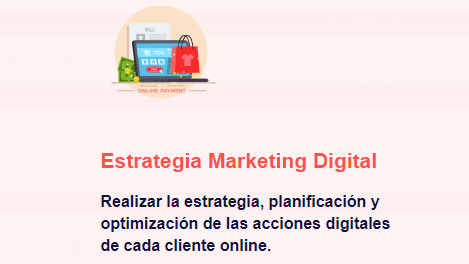 BILL
ONLINE PAYMENT
Estrategia Marketing Digital
Realizar la estrategia, planificación y
optimización de las acciones digitales
de cada cliente online.